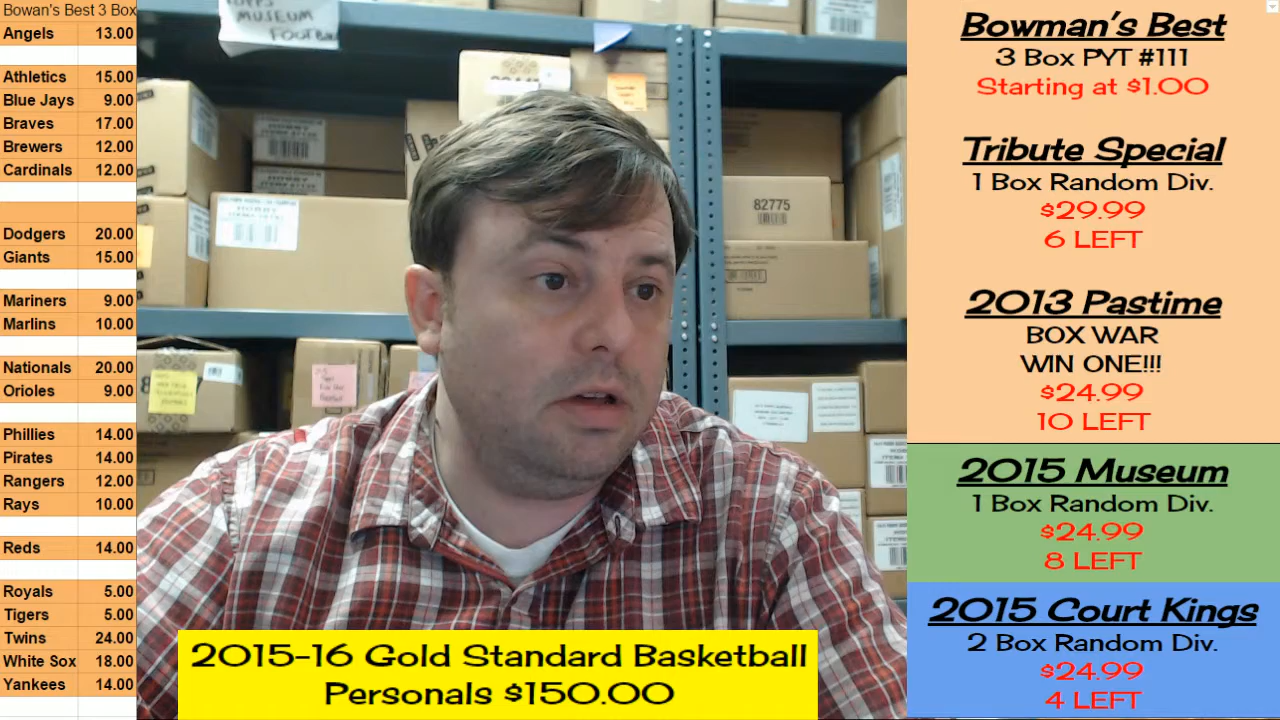 Bowan's Best 3 Box
Angels 13.00
Athletics 15.00
Blue Jays 9.00
Braves 17.00
Brewers 12.00
Cardinals 12.00
Dodgers 20.00
Giants 15.00
Mariners 9.00
Marlins 10.00
Nationals 20.00
Orioles 9.00
Phillies 14.00
Pirates 14.00
Rangers 12.00
Rays 10.00
Reds 14.00
Royals 5.00
Tigers 5.00
Twins 24.00
White Sox 18.00
Yankees 14.00
MUSEUM
82775
2015-16 Gold Standard Basketball
Personals $150.00
Bowman's Best
3 Box PYT #111
Starting at $1.00
Tribute Special
1 Box Random Div.
$29.99
6 LEFT
2013 Pastime
BOX WAR
WIN ONE!!!
$24.99
10 LEFT
2015 Museum
1 Box Random Div.
$24.99
8 LEFT
2015 Court Kings
2 Box Random Div.
$24.99
4 LEFT